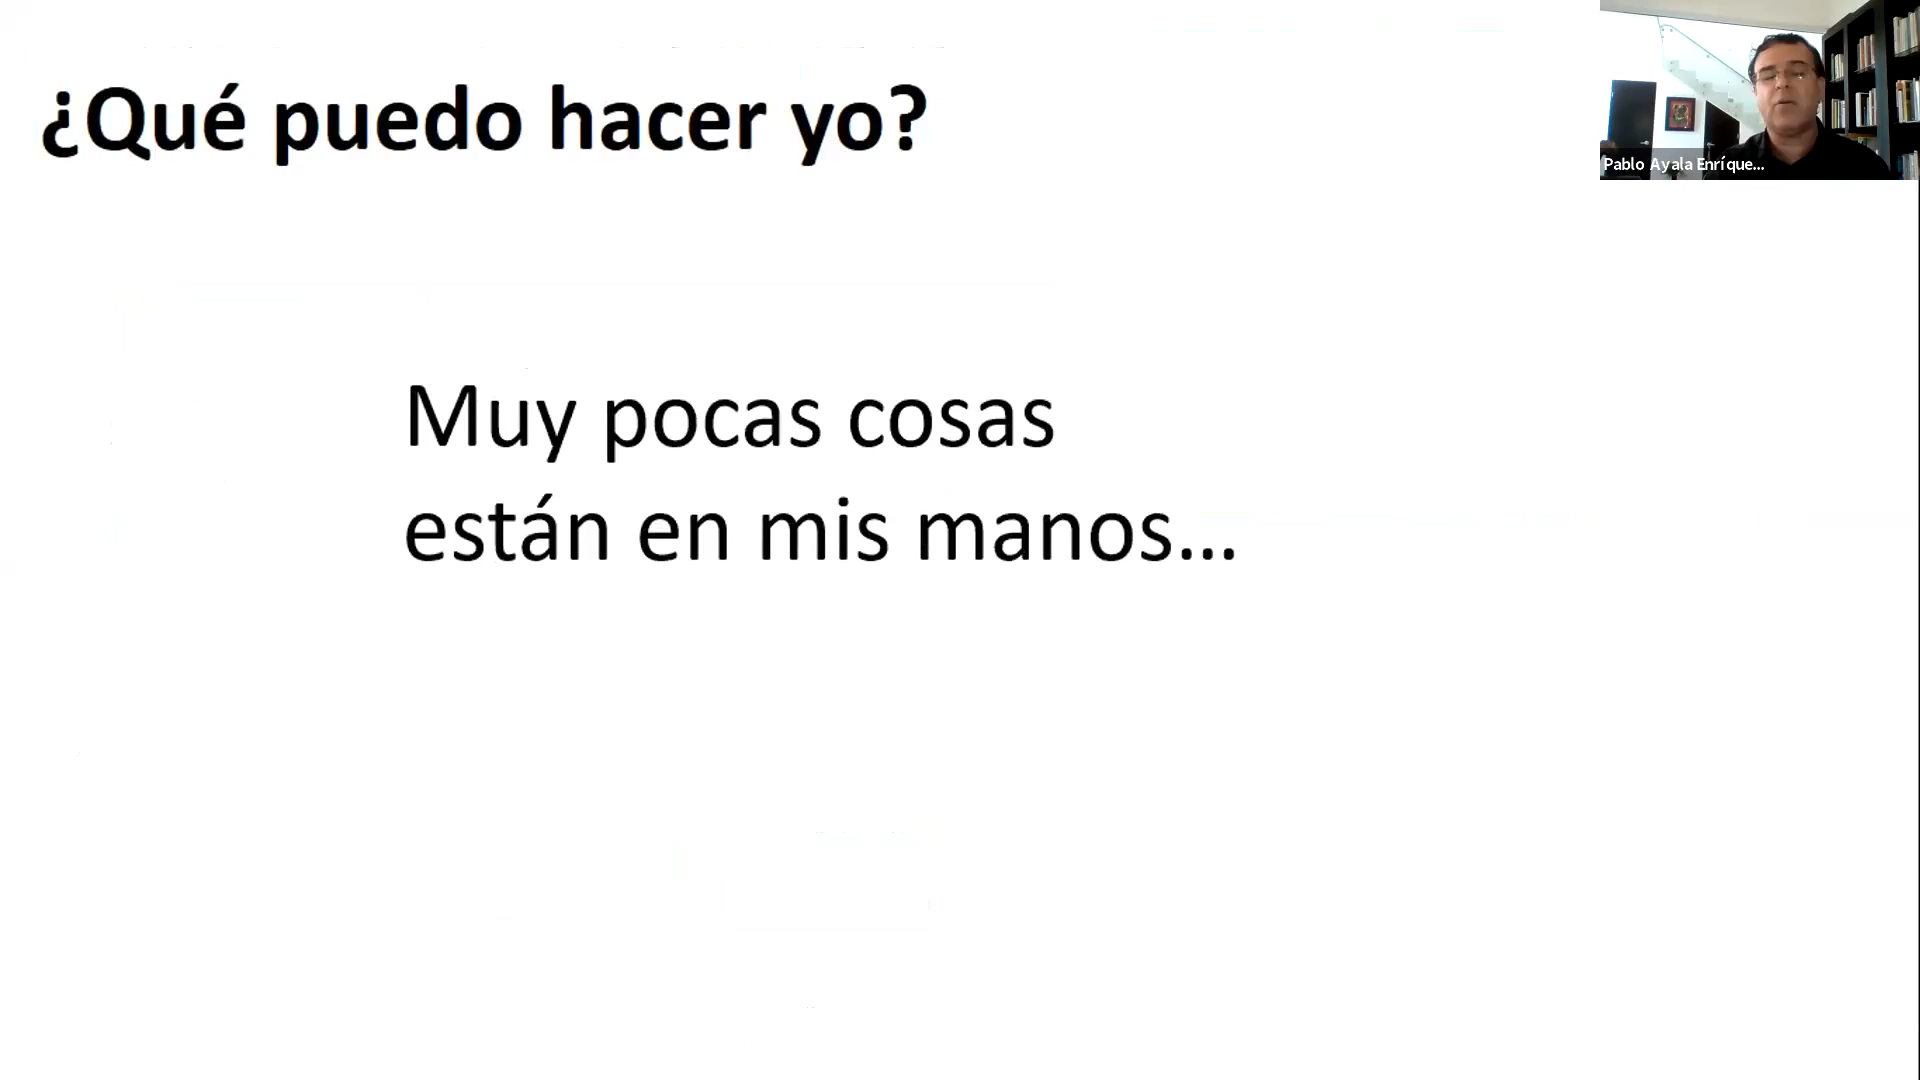 ¿Qué puedo hacer yo?
Pablo Ayala Enríque...
Muy pocas cosas
están en mis manos...